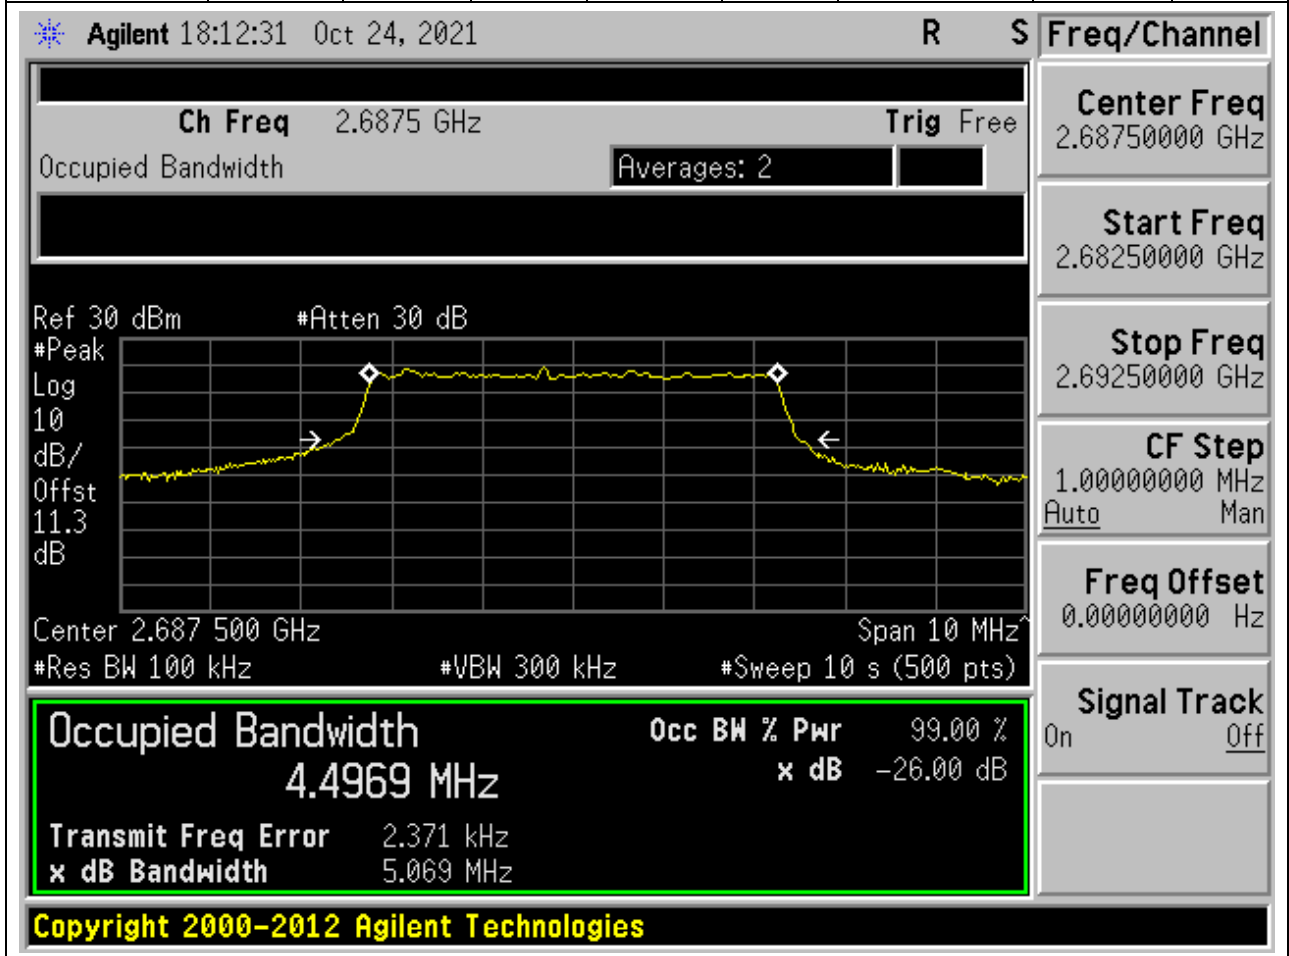 Agilent 18:12:31 Oct 24, 2021 R S
Freq/Channel
Ch Freq 2.6875 GHz Trig Free
Occupied Bandwidth Averages: 2
Center Freq
2.68750000 GHz
Start Freq
2.68250000 GHz
Stop Freq
2.69250000 GHz
CF Step
1.00000000 MHz
Auto Man
Freq Offset
0.00000000 Hz
Signal Track
On Off
Ref 30 dBm #Atten 30 dB
#Peak
Log
10
dB/
Offst
11.3
dB
Center 2.687 500 GHz Span 10 MHz^
#Res BW 100 kHz #VBW 300 kHz #Sweep 10 s (500 pts)
Occupied Bandwidth Occ BW % Pwr 99.00 %
4.4969 MHz x dB -26.00 dB
Transmit Freq Error 2.371 kHz
x dB Bandwidth 5.069 MHz
Copyright 2000-2012 Agilent Technologies